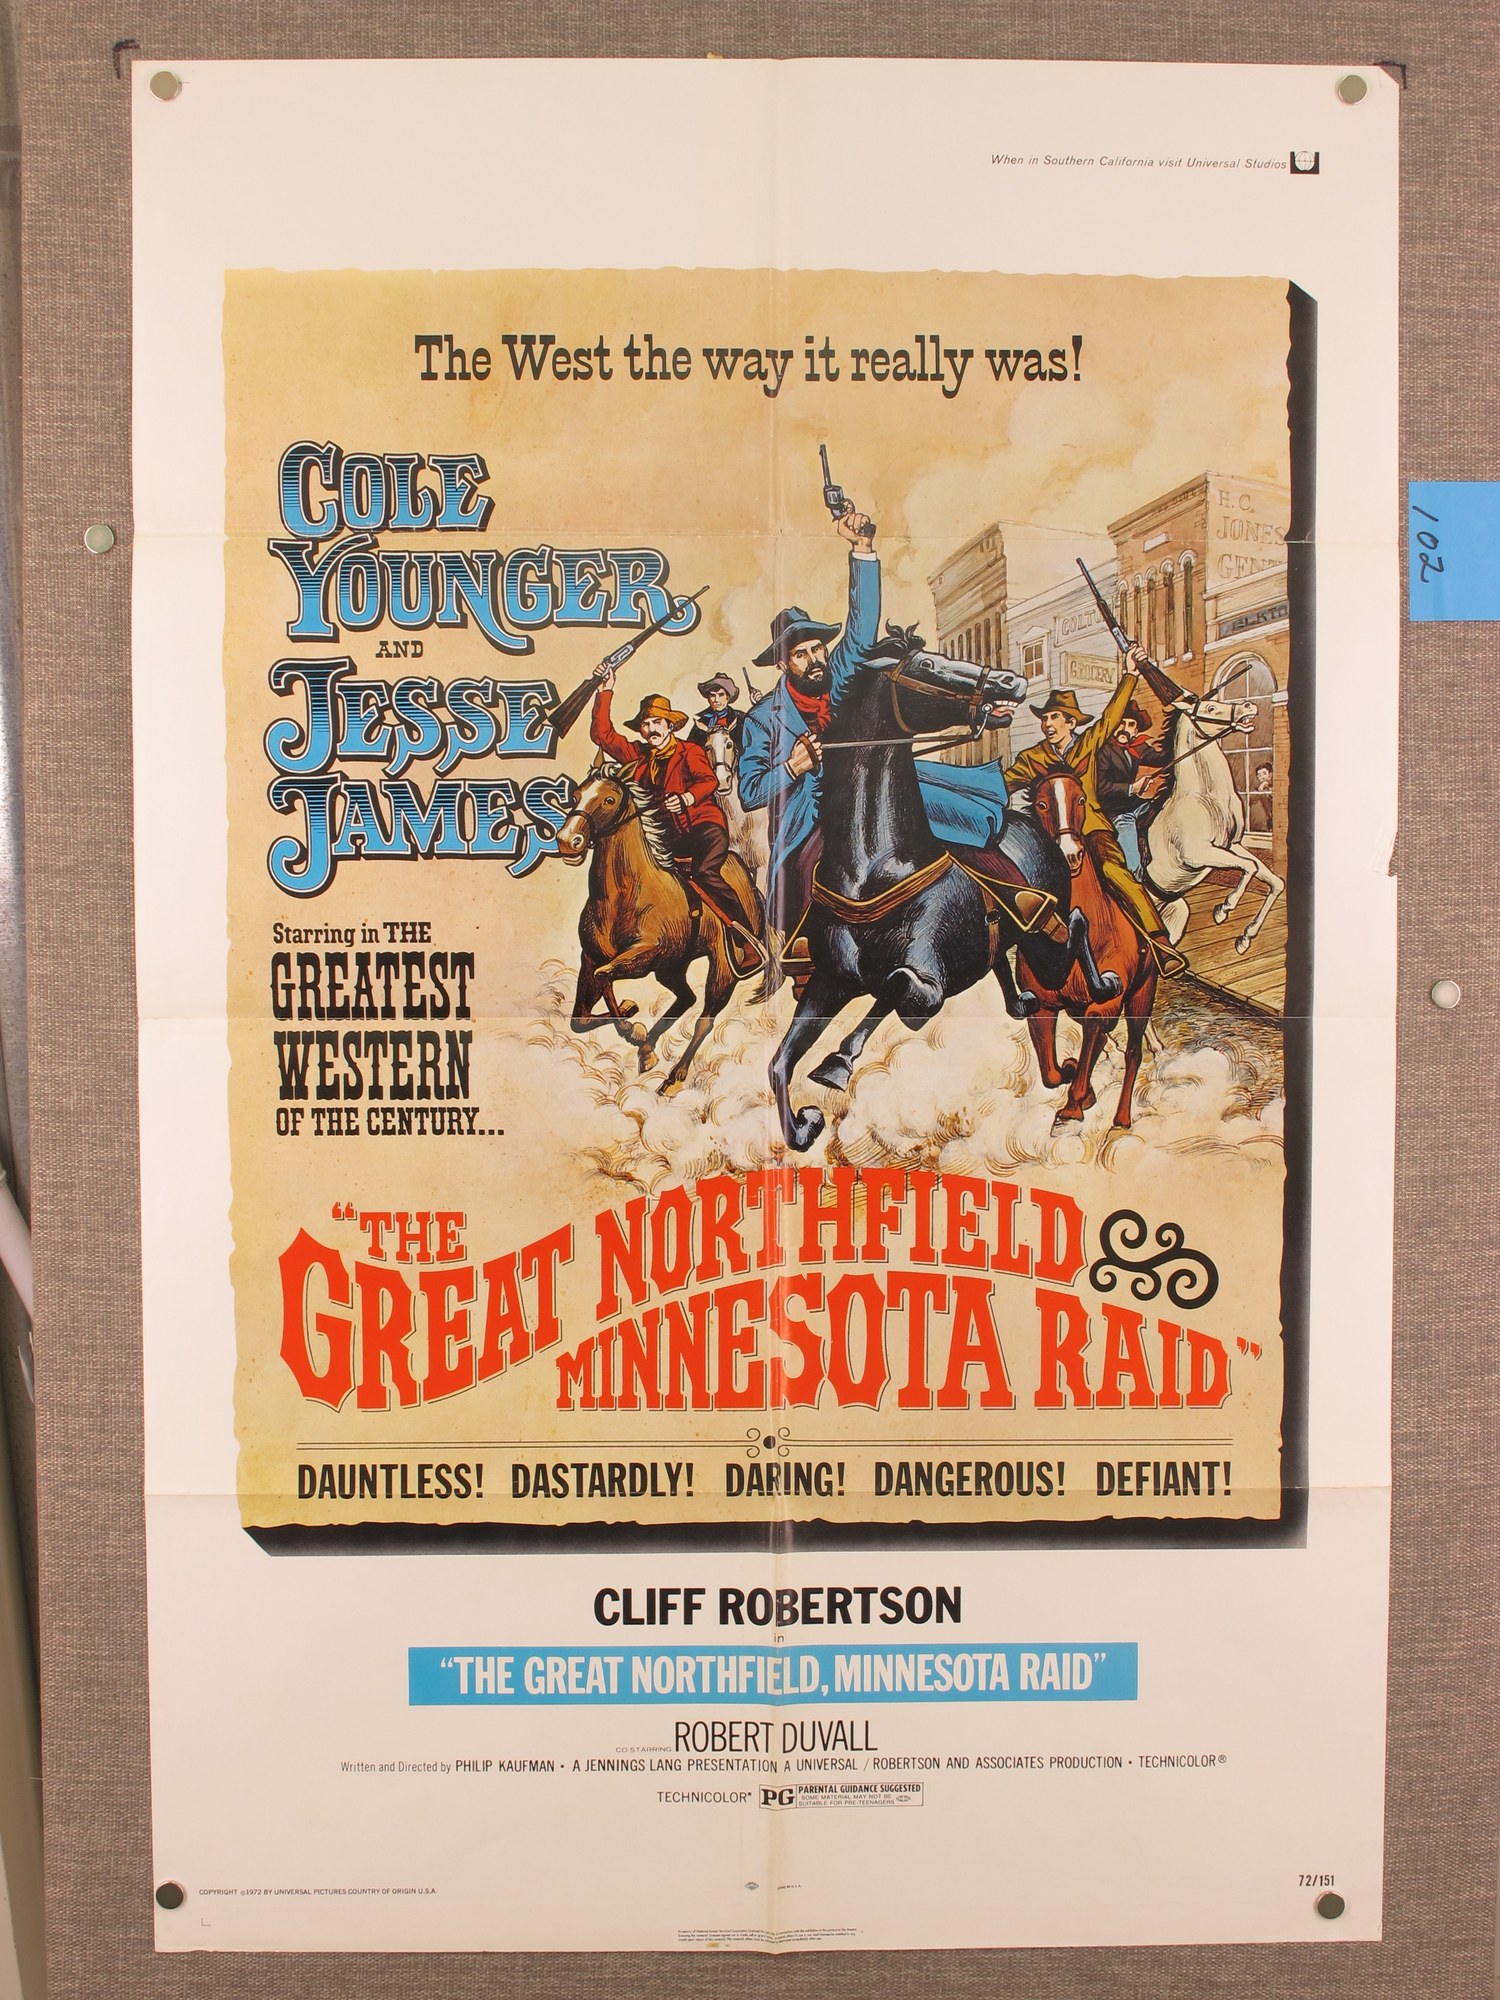 When in Southern California visit Universal Studios
The West the way it really was!
COLE
YOUNGER
AND
JESSE
JAMES
Starring in THE
GREATEST
WESTERN
OF THE CENTURY...
H.C.
JONES
COLT
GROCERY
"THE
GREAT NORTHFIELD
MINNESOTA RAID"
DAUNTLESS! DASTARDLY! DARING! DANGEROUS! DEFIANT!
CLIFF ROBERTSON
in
"THE GREAT NORTHFIELD, MINNESOTA RAID"
CO-STARRING ROBERT DUVALL
Written and Directed by PHILIP KAUFMAN • A JENNINGS LANG PRESENTATION A UNIVERSAL / ROBERTSON AND ASSOCIATES PRODUCTION • TECHNICOLOR®
TECHNICOLOR® PG PARENTAL GUIDANCE SUGGESTED
SOME MATERIAL MAY NOT BE
SUITABLE FOR PRE-TEENAGERS
COPYRIGHT ©1972 BY UNIVERSAL PICTURES COUNTRY OF ORIGIN U.S.A.
72/151
102